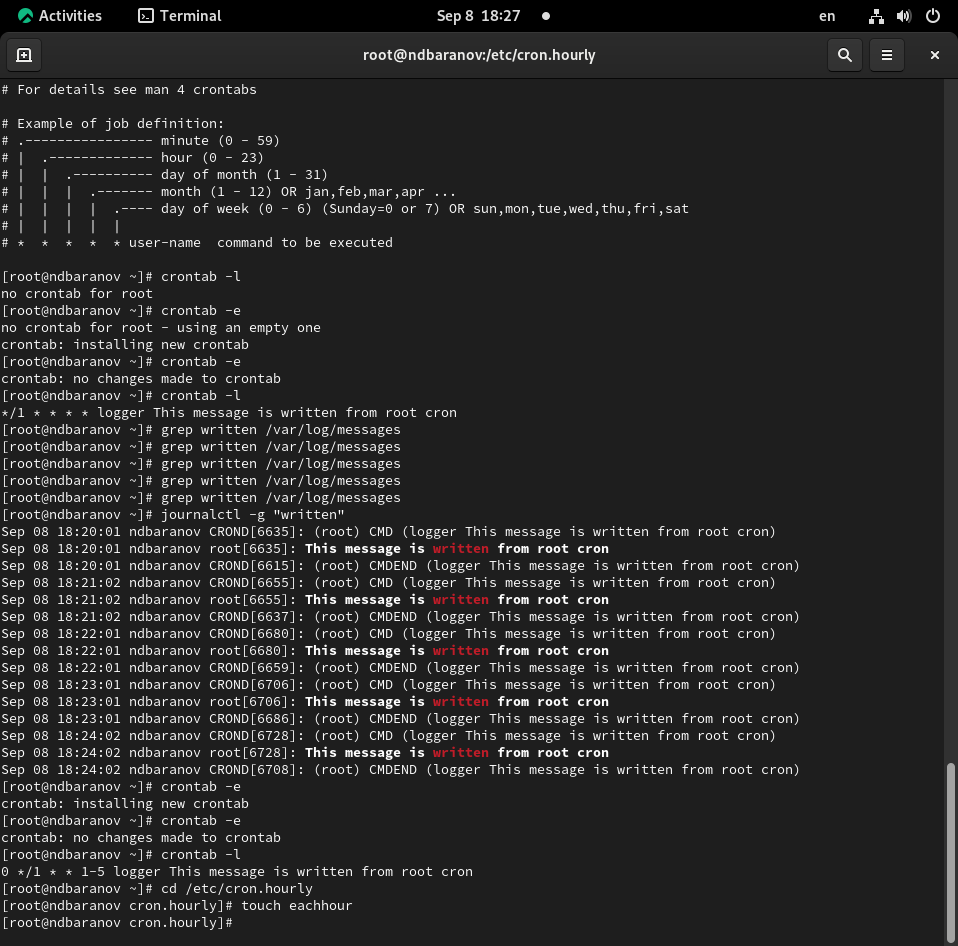 Activities Terminal Sep 8 18:27 en
root@ndbaranov:/etc/cron.hourly
# For details see man 4 crontabs
# Example of job definition:
# .---------------- minute (0 - 59)
# | .------------- hour (0 - 23)
# | | .---------- day of month (1 - 31)
# | | | .------- month (1 - 12) OR jan,feb,mar,apr ...
# | | | | .---- day of week (0 - 6) (Sunday=0 or 7) OR sun,mon,tue,wed,thu,fri,sat
# | | | | |
# * * * * * user-name command to be executed
[root@ndbaranov ~]# crontab -l
no crontab for root
[root@ndbaranov ~]# crontab -e
no crontab for root - using an empty one
crontab: installing new crontab
[root@ndbaranov ~]# crontab -e
crontab: no changes made to crontab
[root@ndbaranov ~]# crontab -l
*/1 * * * * logger This message is written from root cron
[root@ndbaranov ~]# grep written /var/log/messages
[root@ndbaranov ~]# grep written /var/log/messages
[root@ndbaranov ~]# grep written /var/log/messages
[root@ndbaranov ~]# grep written /var/log/messages
[root@ndbaranov ~]# grep written /var/log/messages
[root@ndbaranov ~]# journalctl -g "written"
Sep 08 18:20:01 ndbaranov CROND[6635]: (root) CMD (logger This message is written from root cron)
Sep 08 18:20:01 ndbaranov root[6635]: This message is written from root cron
Sep 08 18:20:01 ndbaranov CROND[6615]: (root) CMDEND (logger This message is written from root cron)
Sep 08 18:21:02 ndbaranov CROND[6655]: (root) CMD (logger This message is written from root cron)
Sep 08 18:21:02 ndbaranov root[6655]: This message is written from root cron
Sep 08 18:21:02 ndbaranov CROND[6637]: (root) CMDEND (logger This message is written from root cron)
Sep 08 18:22:01 ndbaranov CROND[6680]: (root) CMD (logger This message is written from root cron)
Sep 08 18:22:01 ndbaranov root[6680]: This message is written from root cron
Sep 08 18:22:01 ndbaranov CROND[6659]: (root) CMDEND (logger This message is written from root cron)
Sep 08 18:23:01 ndbaranov CROND[6706]: (root) CMD (logger This message is written from root cron)
Sep 08 18:23:01 ndbaranov root[6706]: This message is written from root cron
Sep 08 18:23:01 ndbaranov CROND[6686]: (root) CMDEND (logger This message is written from root cron)
Sep 08 18:24:02 ndbaranov CROND[6728]: (root) CMD (logger This message is written from root cron)
Sep 08 18:24:02 ndbaranov root[6728]: This message is written from root cron
Sep 08 18:24:02 ndbaranov CROND[6708]: (root) CMDEND (logger This message is written from root cron)
[root@ndbaranov ~]# crontab -e
crontab: installing new crontab
[root@ndbaranov ~]# crontab -e
crontab: no changes made to crontab
[root@ndbaranov ~]# crontab -l
0 */1 * * 1-5 logger This message is written from root cron
[root@ndbaranov ~]# cd /etc/cron.hourly
[root@ndbaranov cron.hourly]# touch eachhour
[root@ndbaranov cron.hourly]#